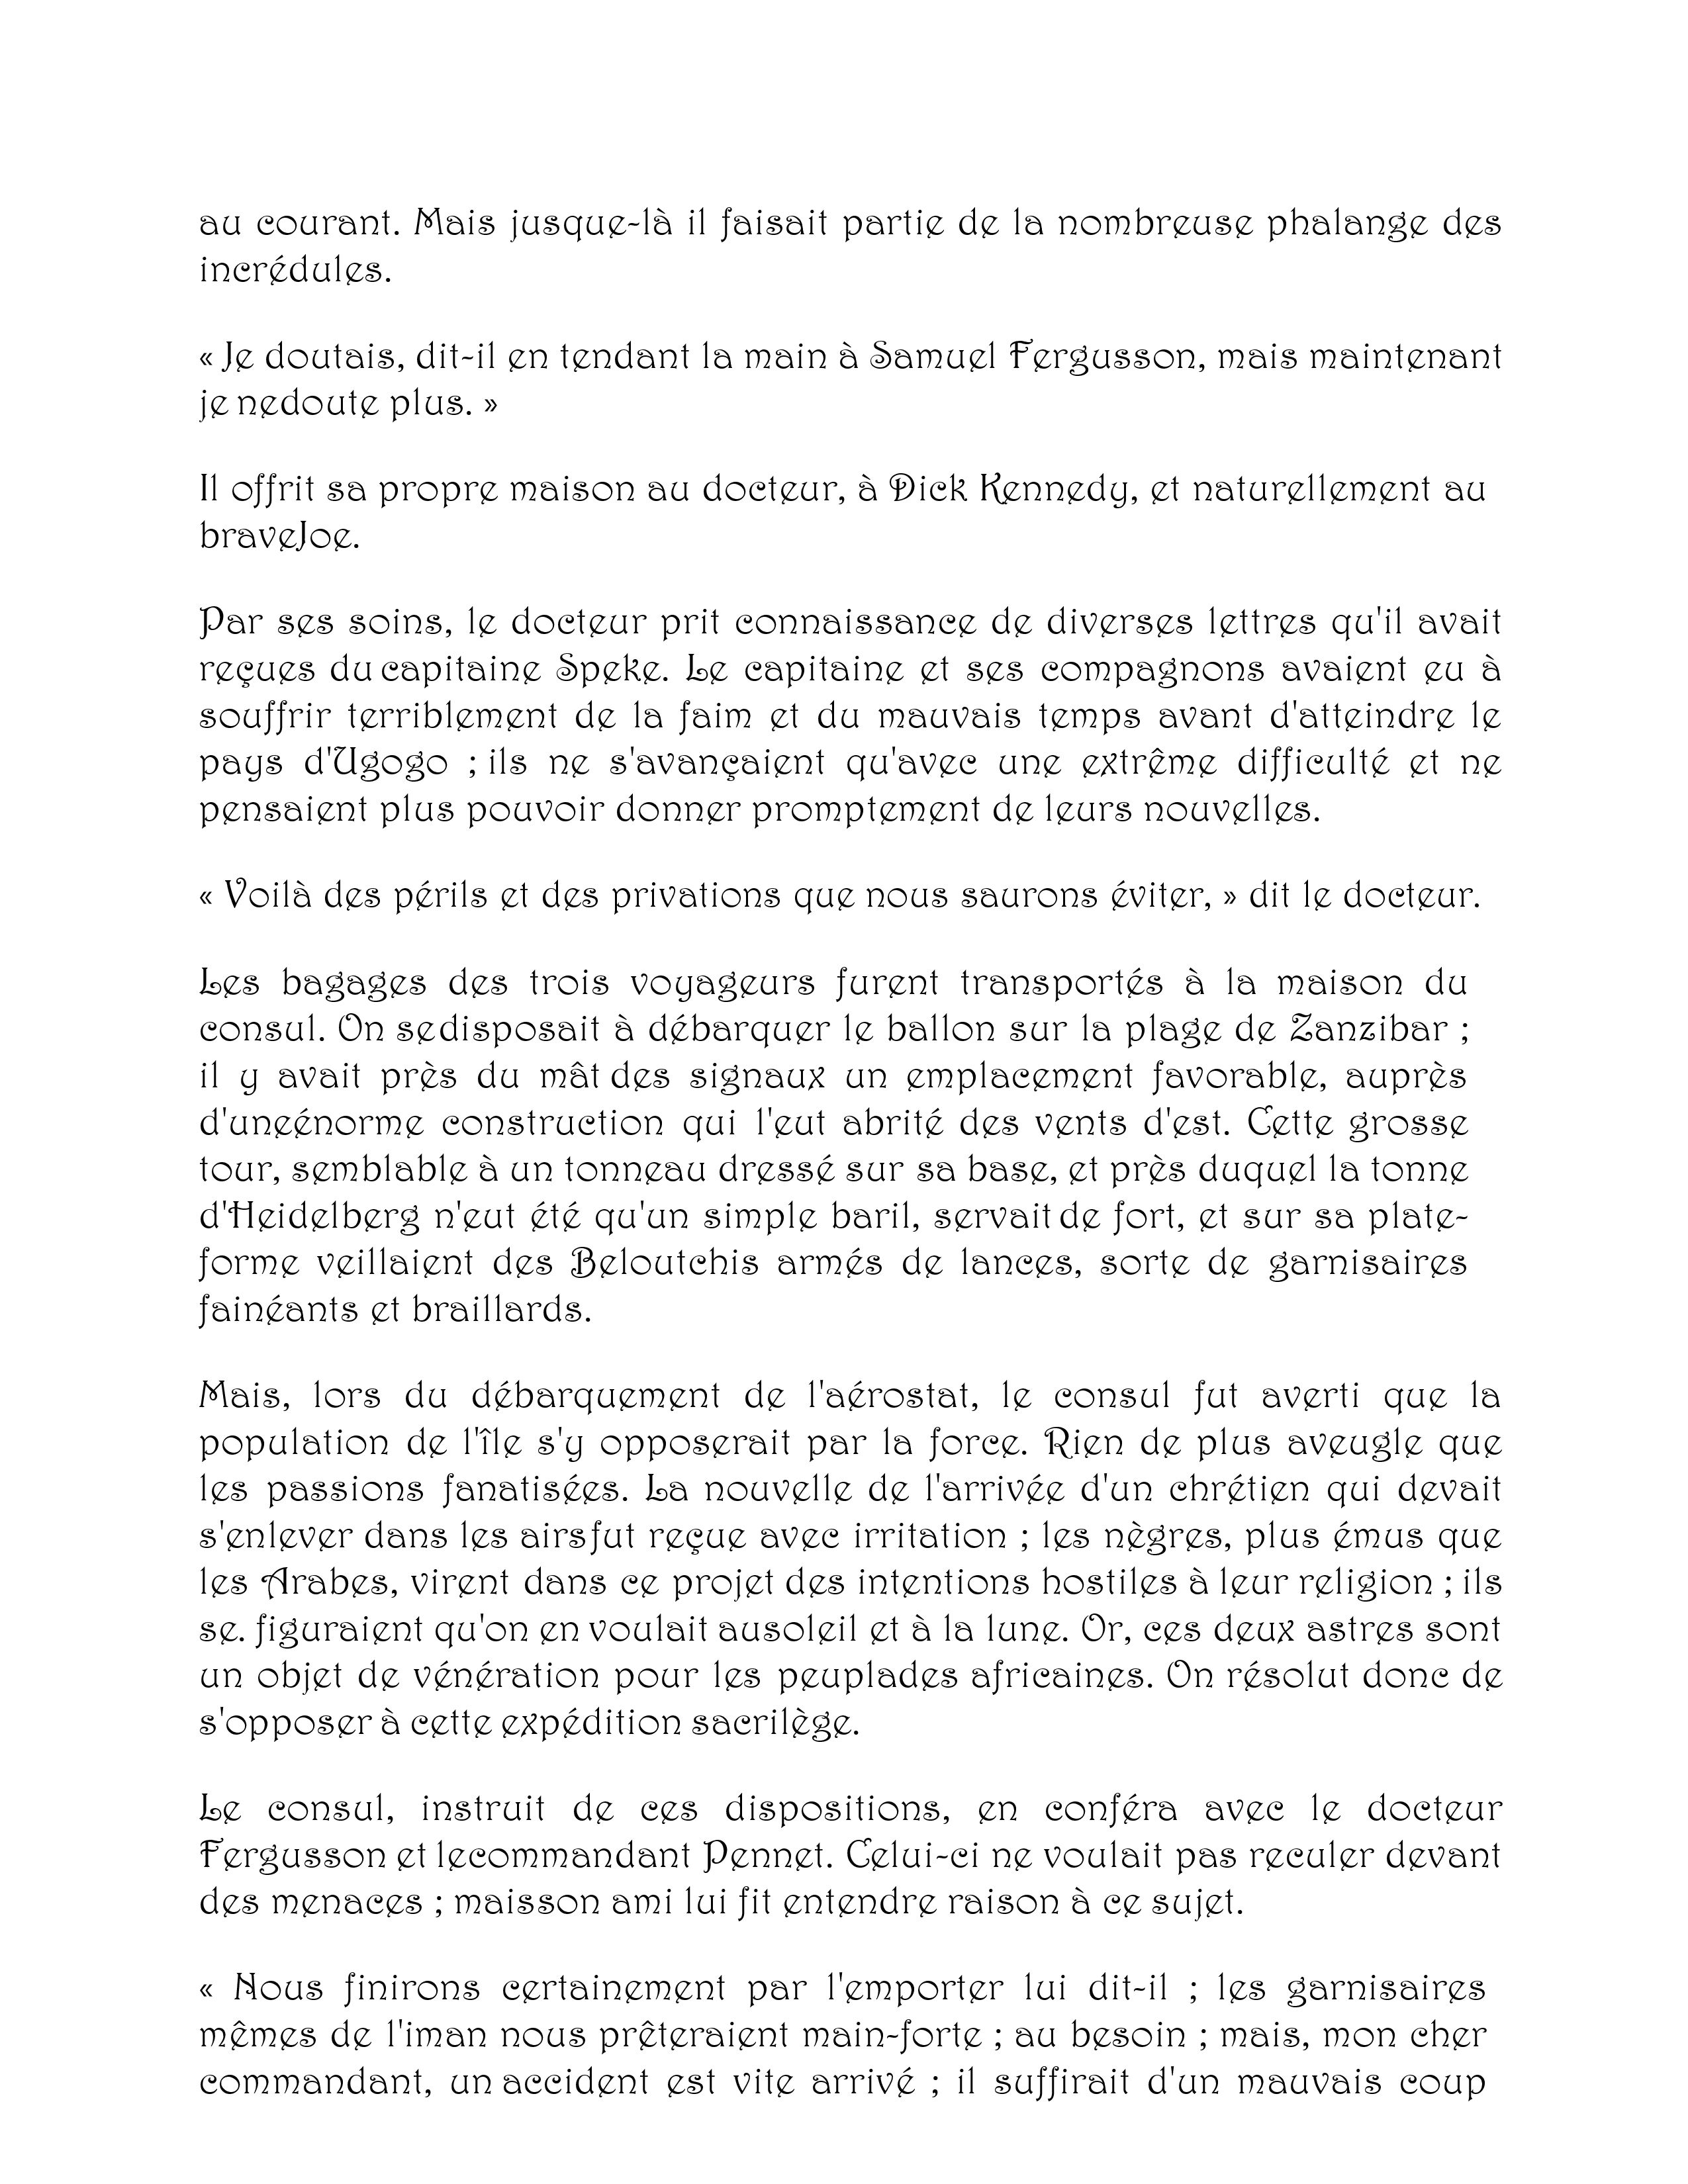 au courant. Mais jusque-là il faisait partie de la nombreuse phalange des
incrédules.
« Je doutais, dit-il en tendant la main à Samuel Fergusson, mais maintenant
je nedoute plus. »
Il offrit sa propre maison au docteur, à Dick Kennedy, et naturellement au
braveJoe.
Par ses soins, le docteur prit connaissance de diverses lettres qu'il avait
reçues du capitaine Speke. Le capitaine et ses compagnons avaient eu à
souffrir terriblement de la faim et du mauvais temps avant d'atteindre le
pays d'Ugogo ; ils ne s'avançaient qu'avec une extrême difficulté et ne
pensaient plus pouvoir donner promptement de leurs nouvelles.
« Voilà des périls et des privations que nous saurons éviter, » dit le docteur.
Les bagages des trois voyageurs furent transportés à la maison du
consul. On sedisposait à débarquer le ballon sur la plage de Zanzibar ;
il y avait près du mât des signaux un emplacement favorable, auprès
d'uneénorme construction qui l'eut abrité des vents d'est. Cette grosse
tour, semblable à un tonneau dressé sur sa base, et près duquel la tonne
d'Heidelberg n'eut été qu'un simple baril, servait de fort, et sur sa plate-
forme veillaient des Beloutchis armés de lances, sorte de garnisaires
fainéants et braillards.
Mais, lors du débarquement de l'aérostat, le consul fut averti que la
population de l'île s'y opposerait par la force. Rien de plus aveugle que
les passions fanatisées. La nouvelle de l'arrivée d'un chrétien qui devait
s'enlever dans les airsfut reçue avec irritation ; les nègres, plus émus que
les Arabes, virent dans ce projet des intentions hostiles à leur religion ; ils
se. figuraient qu'on en voulait ausoleil et à la lune. Or, ces deux astres sont
un objet de vénération pour les peuplades africaines. On résolut donc de
s'opposer à cette expédition sacrilège.
Le consul, instruit de ces dispositions, en conféra avec le docteur
Fergusson et lecommandant Pennet. Celui-ci ne voulait pas reculer devant
des menaces ; maisson ami lui fit entendre raison à ce sujet.
« Nous finirons certainement par l'emporter lui dit-il ; les garnisaires
mêmes de l'iman nous prêteraient main-forte ; au besoin ; mais, mon cher
commandant, un accident est vite arrivé ; il suffirait d'un mauvais coup